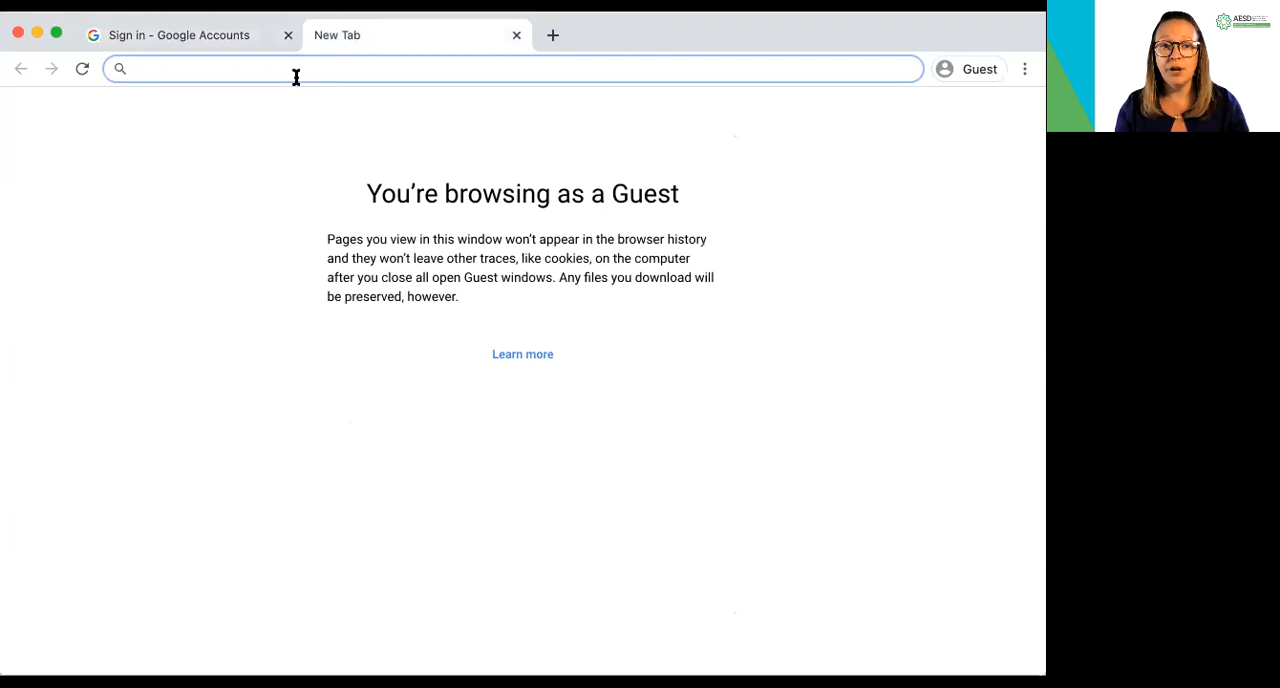 Sign in - Google Accounts
New Tab
Guest
AESD
You're browsing as a Guest
Pages you view in this window won't appear in the browser history
and they won't leave other traces, like cookies, on the computer
after you close all open Guest windows. Any files you download will
be preserved, however.
Learn more